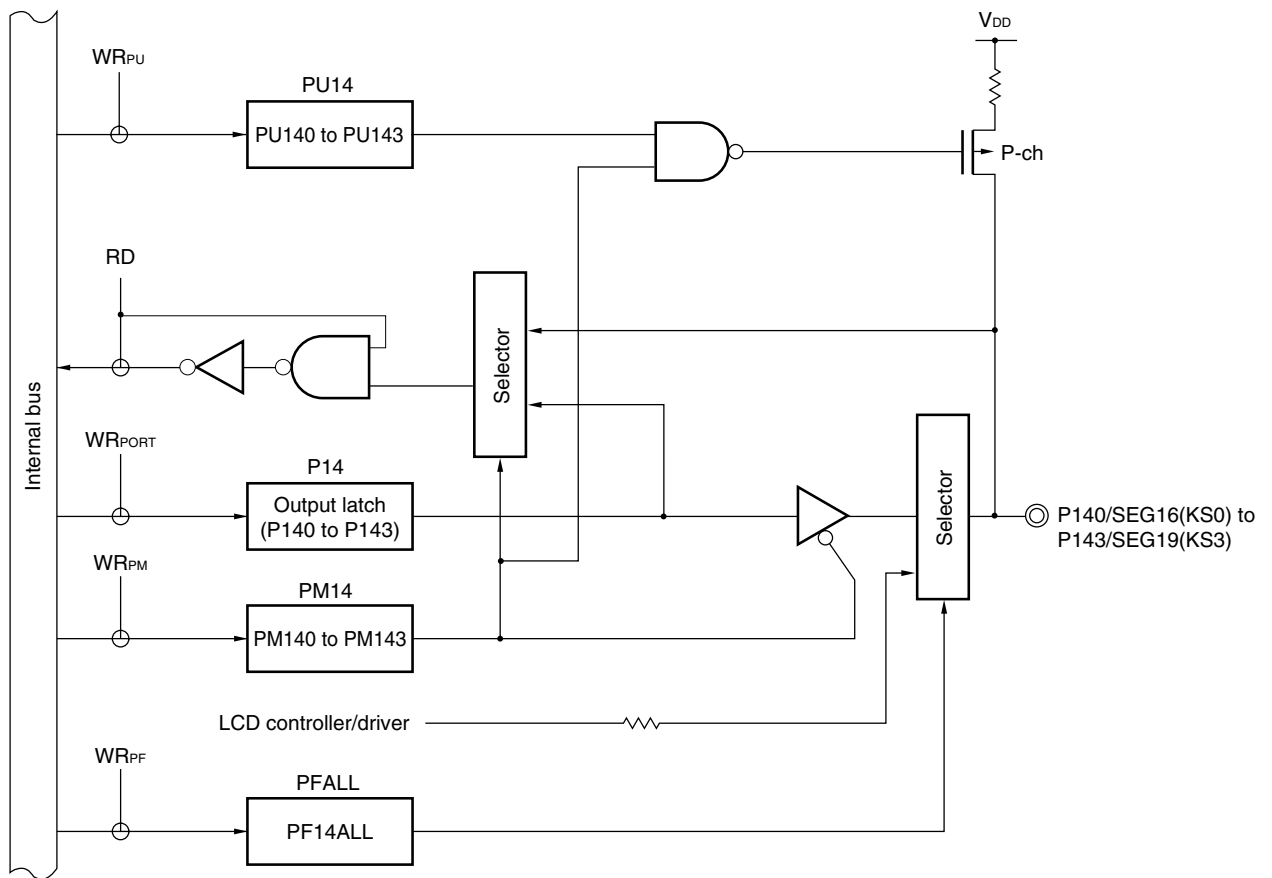 VDD
WRPU
PU14
PU140 to PU143
P-ch
RD
Selector
Internal bus
WRPORT
P14
Output latch
(P140 to P143)
Selector
P140/SEG16(KS0) to
P143/SEG19(KS3)
WRPM
PM14
PM140 to PM143
LCD controller/driver
WRPF
PFALL
PF14ALL